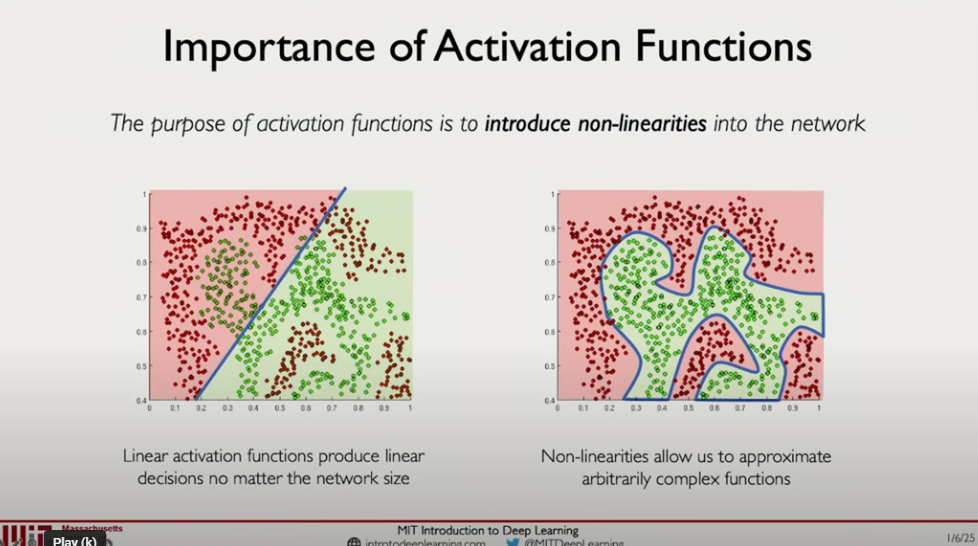 Importance of Activation Functions
The purpose of activation functions is to introduce non-linearities into the network
1
0.9
0.8
0.7
0.6
0.5
0.4
0 0.1 0.2 0.3 0.4 0.5 0.6 0.7 0.8 0.9 1
1
0.9
0.8
0.7
0.6
0.5
0.4
0 0.1 0.2 0.3 0.4 0.5 0.6 0.7 0.8 0.9 1
Linear activation functions produce linear
decisions no matter the network size
Non-linearities allow us to approximate
arbitrarily complex functions
Massachusetts
Play (k)
MIT Introduction to Deep Learning
introtodeeplearning.com @MITDeepLearning
1/6/25